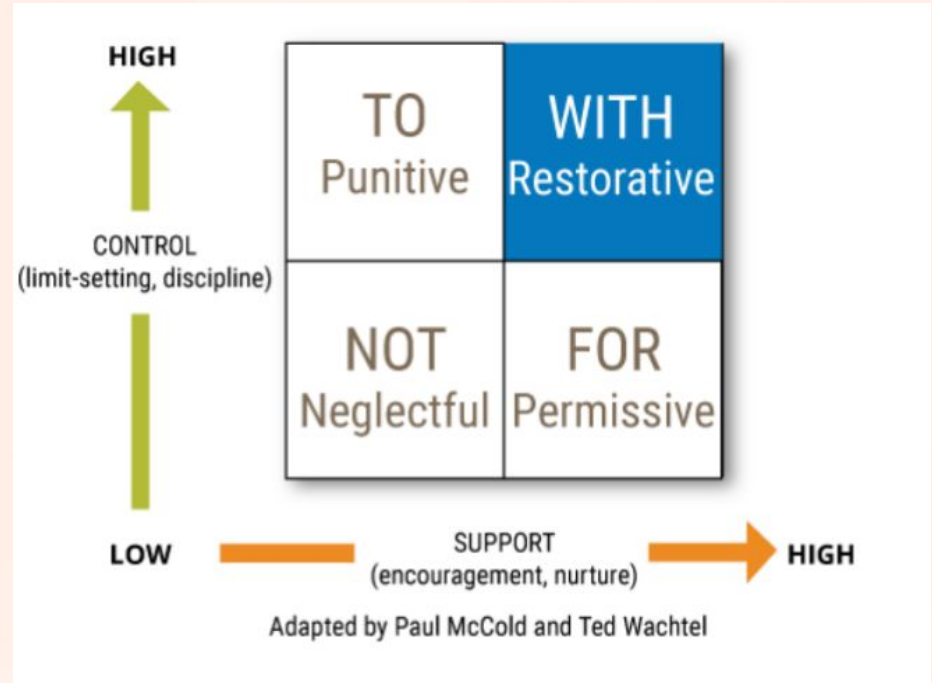 HIGH
TO
Punitive
WITH
Restorative
CONTROL
(limit-setting, discipline)
NOT
Neglectful
FOR
Permissive
LOW
SUPPORT
(encouragement, nurture)
HIGH
Adapted by Paul McCold and Ted Wachtel